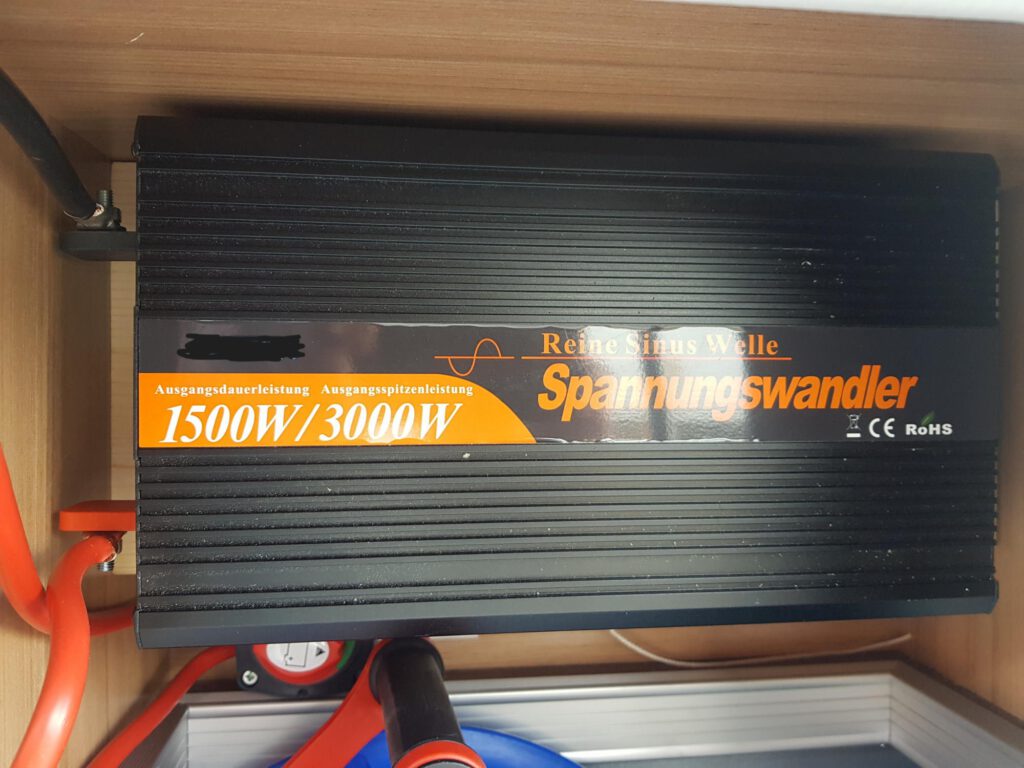 Reine Sinus Welle
Spannungswandler
Ausgangsdauerleistung Ausgangsspitzenleistung
1500W/3000W
CE RoHS